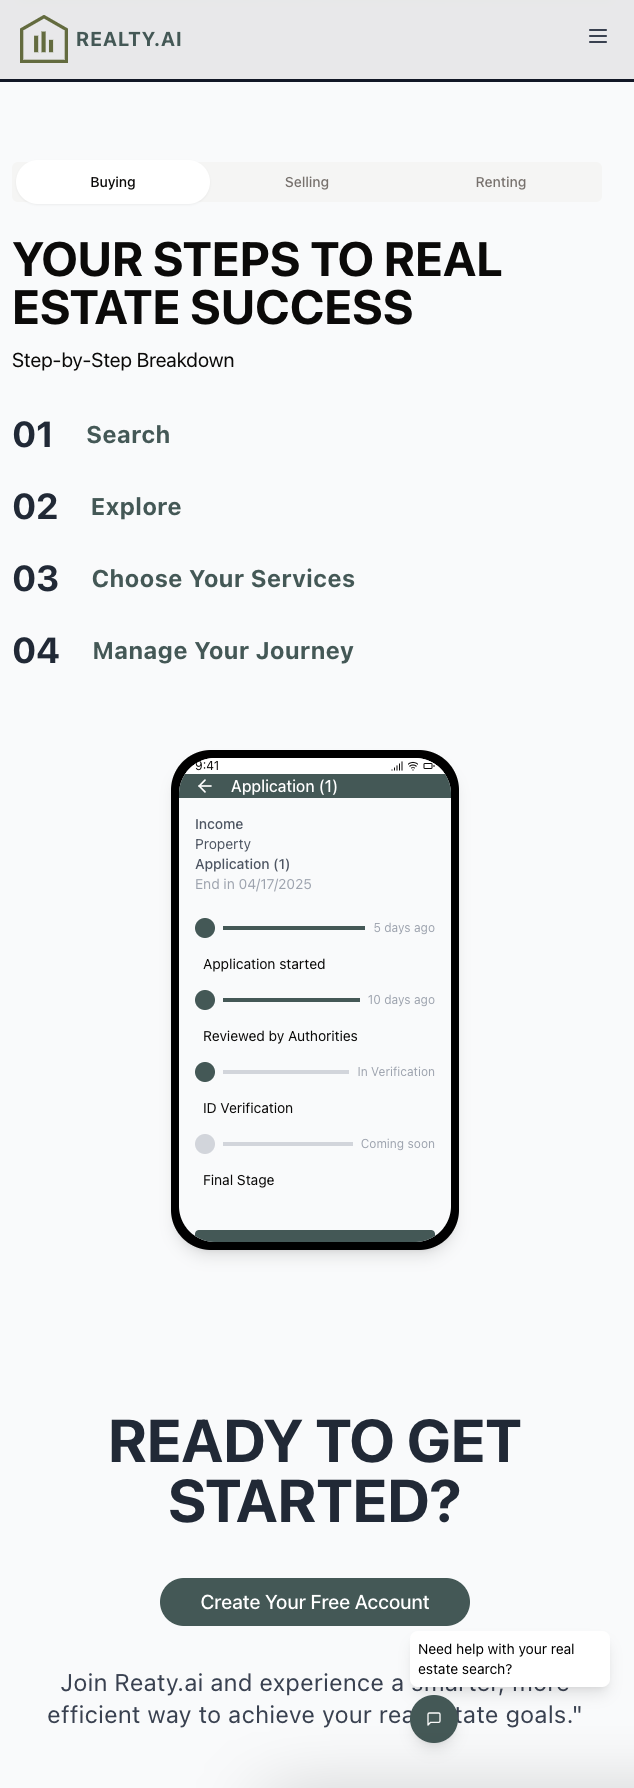 REALTY.AI
Buying
Selling
Renting
YOUR STEPS TO REAL
ESTATE SUCCESS
Step-by-Step Breakdown
01 Search
02 Explore
03 Choose Your Services
04 Manage Your Journey
9:41
Application (1)
Income
Property
Application (1)
End in 04/17/2025
5 days ago
Application started
10 days ago
Reviewed by Authorities
In Verification
ID Verification
Coming soon
Final Stage
READY TO GET
STARTED?
Create Your Free Account
Need help with your real
estate search?
Join Reaty.ai and experience a smarter, more
efficient way to achieve your real estate goals."